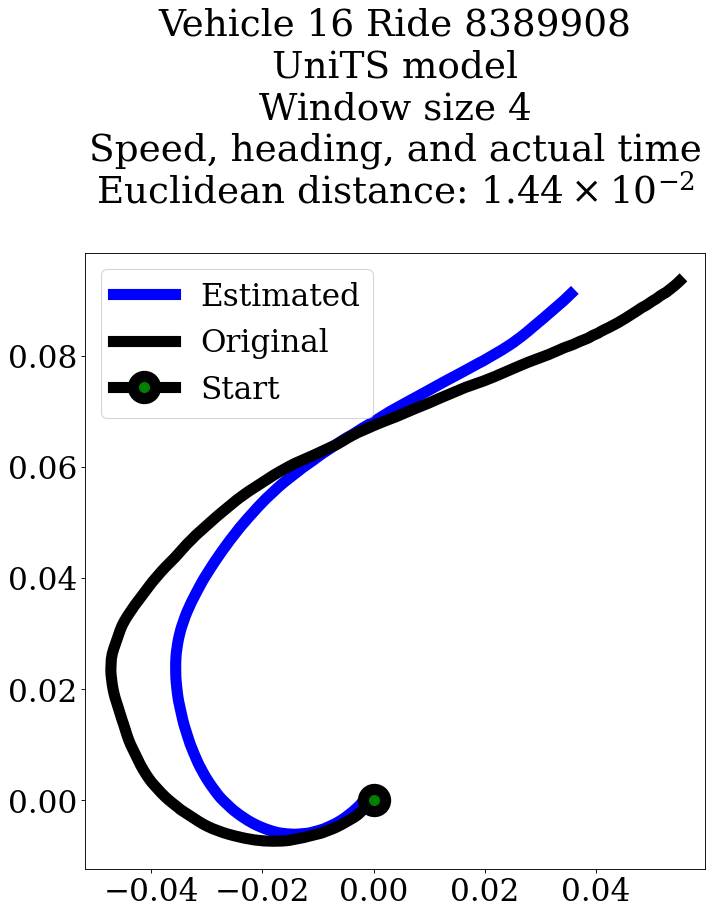 Vehicle 16 Ride 8389908
UniTS model
Window size 4
Speed, heading, and actual time
Euclidean distance: 1.44 × 10⁻²
Estimated
Original
Start
0.08
0.06
0.04
0.02
0.00
−0.04 −0.02 0.00 0.02 0.04